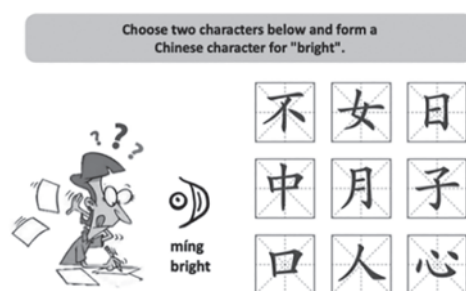 Choose two characters below and form a
Chinese character for "bright".
? ? ?
不 女 日
中 月 子
口 人 心
míng
bright